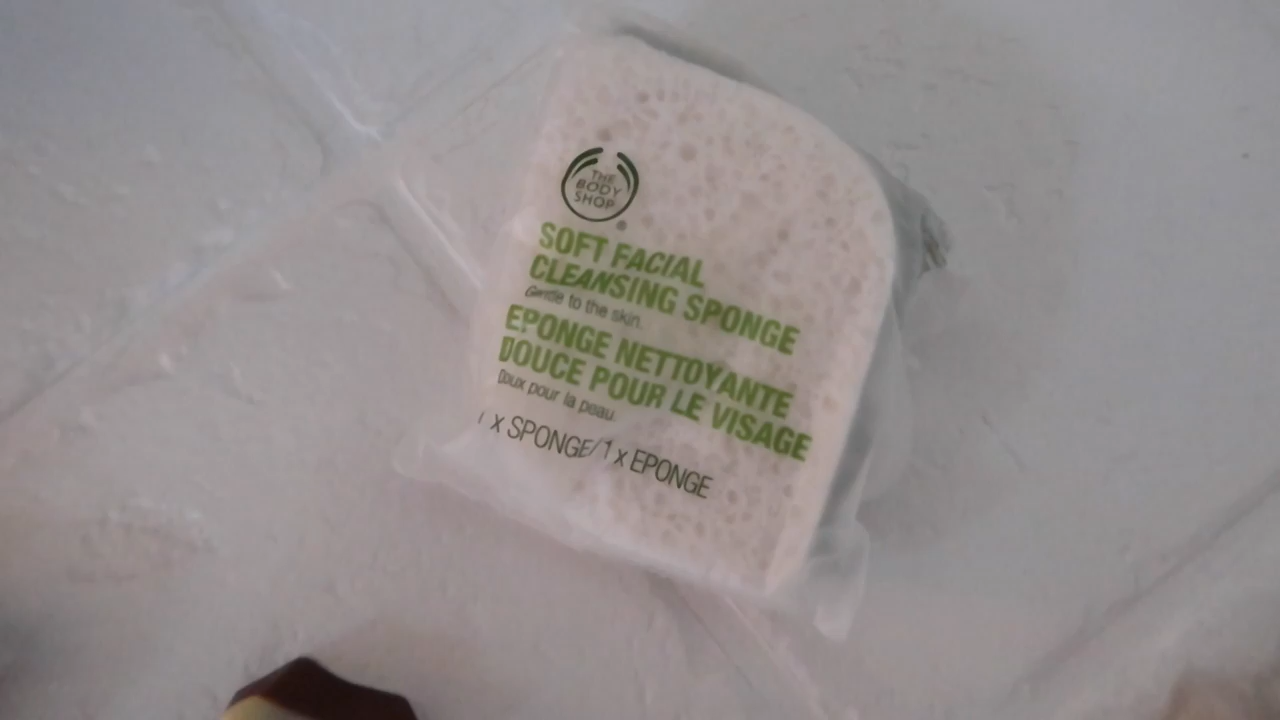 THE
BODY
SHOP
SOFT FACIAL
CLEANSING SPONGE
Gentle to the skin.
EPONGE NETTOYANTE
DOUCE POUR LE VISAGE
Doux pour la peau.
1 x SPONGE/1 x EPONGE